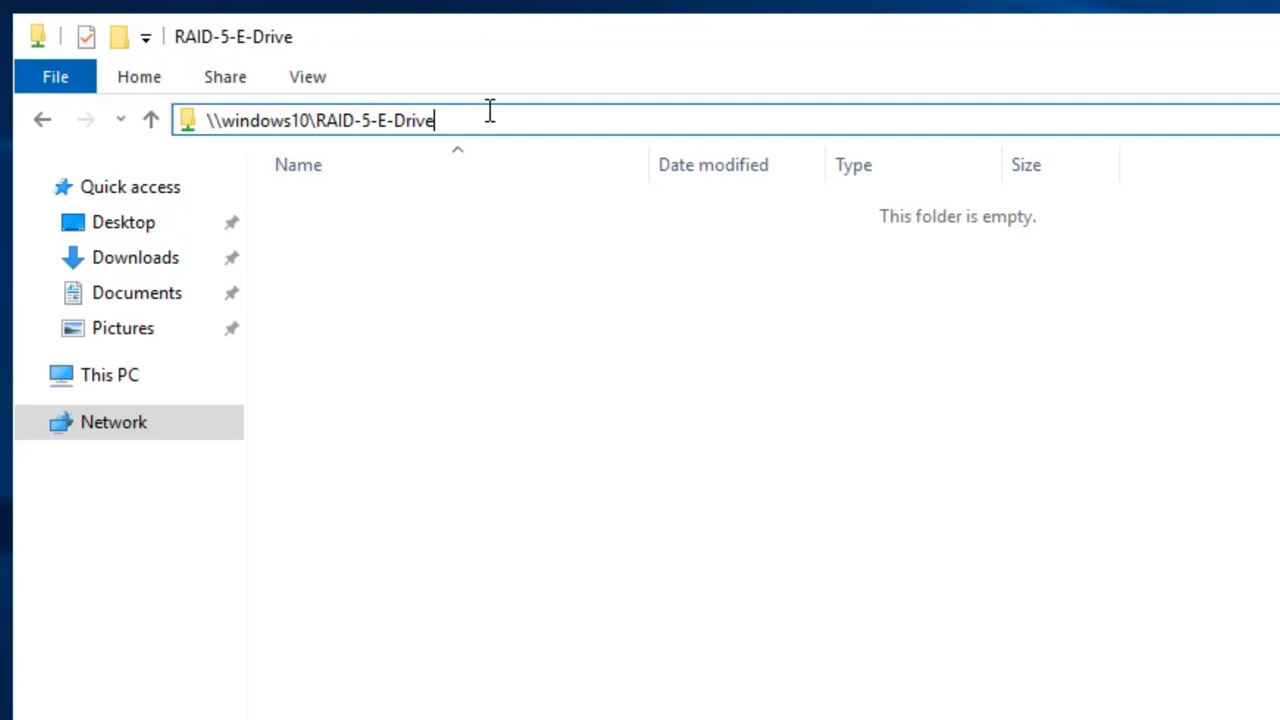 RAID-5-E-Drive
File Home Share View
\\windows10\RAID-5-E-Drive
Name Date modified Type Size
This folder is empty.
Quick access
Desktop
Downloads
Documents
Pictures
This PC
Network